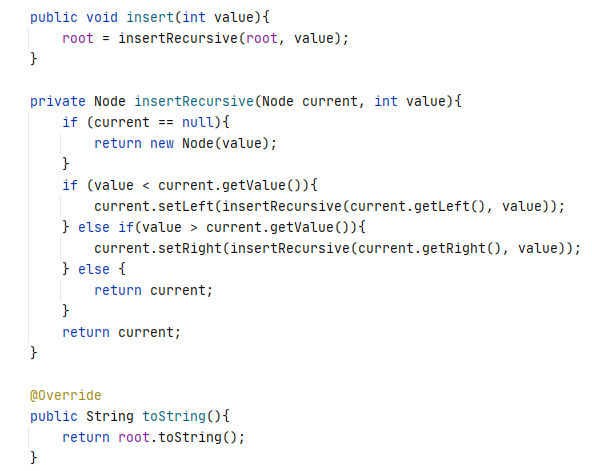 public void insert(int value){
    root = insertRecursive(root, value);
}

private Node insertRecursive(Node current, int value){
    if (current == null){
        return new Node(value);
    }
    if (value < current.getValue()){
        current.setLeft(insertRecursive(current.getLeft(), value));
    } else if(value > current.getValue()){
        current.setRight(insertRecursive(current.getRight(), value));
    } else {
        return current;
    }
    return current;
}

@Override
public String toString(){
    return root.toString();
}